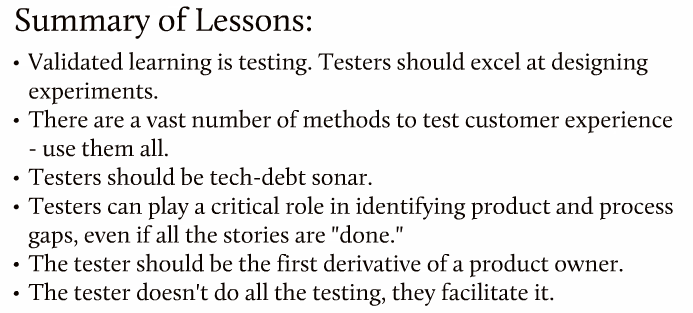 Summary of Lessons:
• Validated learning is testing. Testers should excel at designing
experiments.
• There are a vast number of methods to test customer experience
- use them all.
• Testers should be tech-debt sonar.
• Testers can play a critical role in identifying product and process
gaps, even if all the stories are "done."
• The tester should be the first derivative of a product owner.
• The tester doesn't do all the testing, they facilitate it.